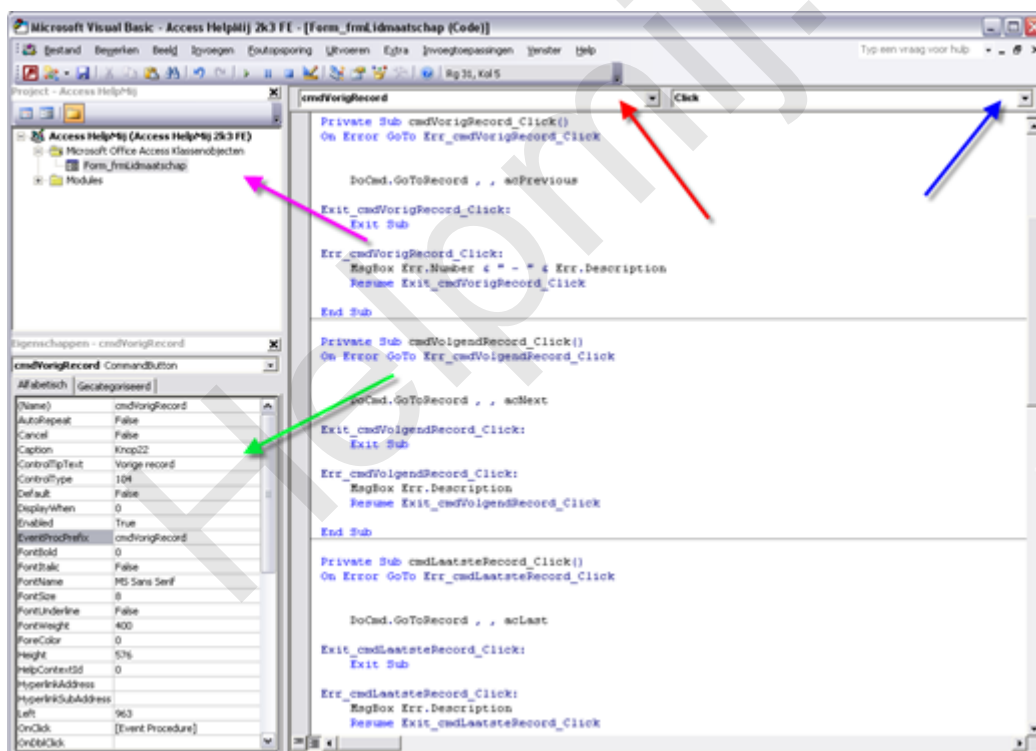 Microsoft Visual Basic - Access HelpMij 2k3 FE - [Form_frmLidmaatschap (Code)]
Bestand Bewerken Beeld Invoegen Foutopsporing Uitvoeren Extra Invoegtoepassingen Venster Help
Typ een vraag voor hulp
Rg 31, Kol 5
Project - Access HelpMij
Access HelpMij (Access HelpMij 2k3 FE)
Microsoft Office Access Klassenobjecten
Form_frmLidmaatschap
Modules
Eigenschappen - cmdVorigRecord
cmdVorigRecord CommandButton
Alfabetisch Gecategoriseerd
(Name) cmdVorigRecord
AutoRepeat False
Cancel False
Caption Knop22
ControlTipText Vorige record
ControlType 104
Default False
DisplayWhen 0
Enabled True
EventProcPrefix cmdVorigRecord
FontBold 0
FontItalic False
FontName MS Sans Serif
FontSize 8
FontUnderline False
FontWeight 400
ForeColor 0
Height 576
HelpContextId 0
HyperlinkAddress
HyperlinkSubAddress
Left 963
OnClick [Event Procedure]
OnDblClick
cmdVorigRecord Click
Private Sub cmdVorigRecord_Click()
On Error GoTo Err_cmdVorigRecord_Click
DoCmd.GoToRecord , , acPrevious
Exit_cmdVorigRecord_Click:
Exit Sub
Err_cmdVorigRecord_Click:
MsgBox Err.Number & " - " & Err.Description
Resume Exit_cmdVorigRecord_Click
End Sub
Private Sub cmdVolgendRecord_Click()
On Error GoTo Err_cmdVolgendRecord_Click
DoCmd.GoToRecord , , acNext
Exit_cmdVolgendRecord_Click:
Exit Sub
Err_cmdVolgendRecord_Click:
MsgBox Err.Description
Resume Exit_cmdVolgendRecord_Click
End Sub
Private Sub cmdLaatsteRecord_Click()
On Error GoTo Err_cmdLaatsteRecord_Click
DoCmd.GoToRecord , , acLast
Exit_cmdLaatsteRecord_Click:
Exit Sub
Err_cmdLaatsteRecord_Click:
MsgBox Err.Description
Resume Exit_cmdLaatsteRecord_Click
Helpmij.